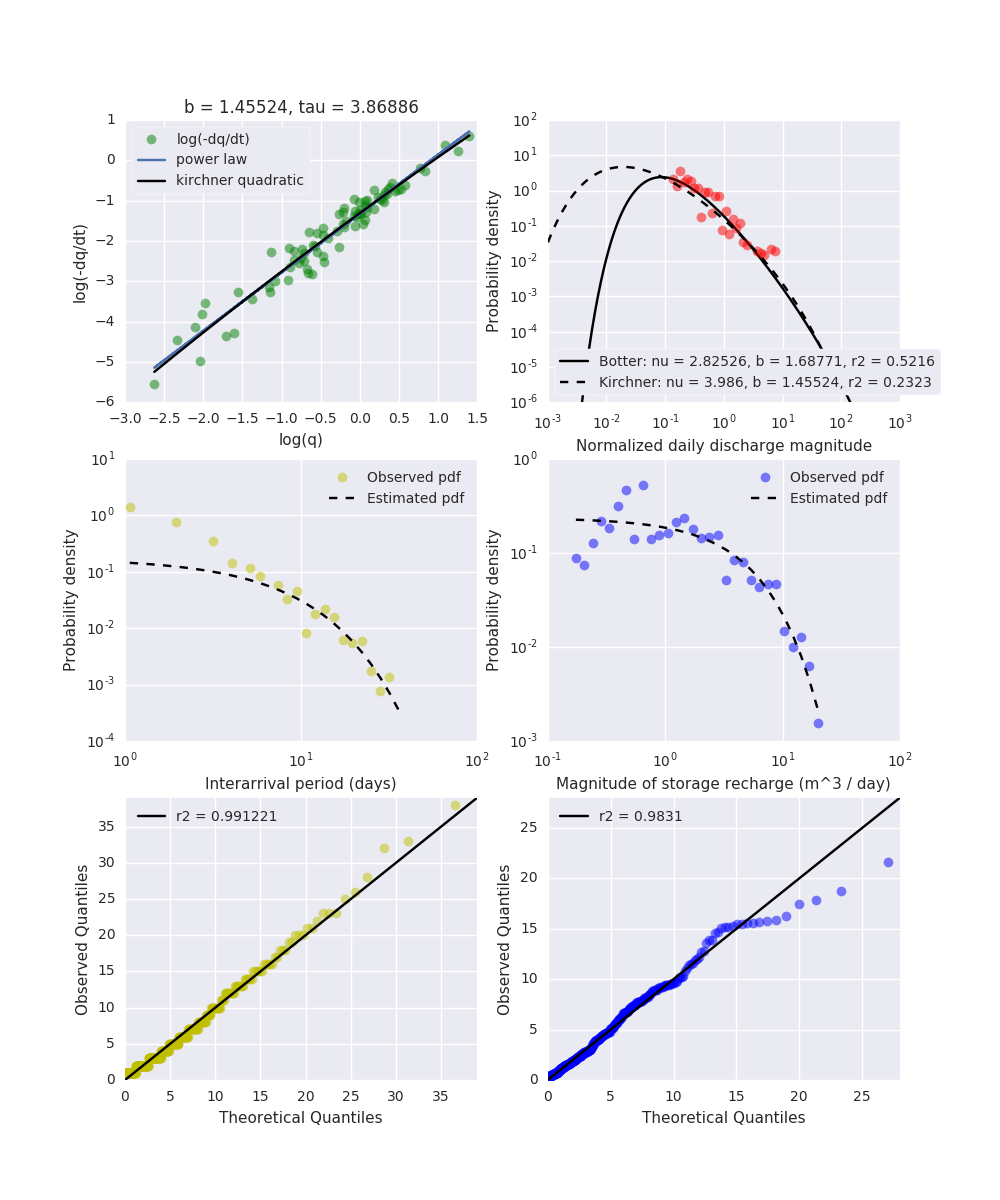 b = 1.45524, tau = 3.86886
log(-dq/dt)
1
0
−1
−2
−3
−4
−5
−6
log(-dq/dt)
power law
kirchner quadratic
−3.0 −2.5 −2.0 −1.5 −1.0 −0.5 0.0 0.5 1.0 1.5
log(q)
Probability density
10^2
10^1
10^0
10^-1
10^-2
10^-3
10^-4
10^-5
10^-6
Botter: nu = 2.82526, b = 1.68771, r2 = 0.5216
Kirchner: nu = 3.986, b = 1.45524, r2 = 0.2323
10^-3 10^-2 10^-1 10^0 10^1 10^2 10^3
Normalized daily discharge magnitude
Probability density
10^1
10^0
10^-1
10^-2
10^-3
10^-4
Observed pdf
Estimated pdf
10^0 10^1 10^2
Interarrival period (days)
Probability density
10^0
10^-1
10^-2
10^-3
Observed pdf
Estimated pdf
10^-1 10^0 10^1 10^2
Magnitude of storage recharge (m^3 / day)
Observed Quantiles
35
30
25
20
15
10
5
0
r2 = 0.991221
0 5 10 15 20 25 30 35
Theoretical Quantiles
Observed Quantiles
25
20
15
10
5
0
r2 = 0.9831
0 5 10 15 20 25
Theoretical Quantiles